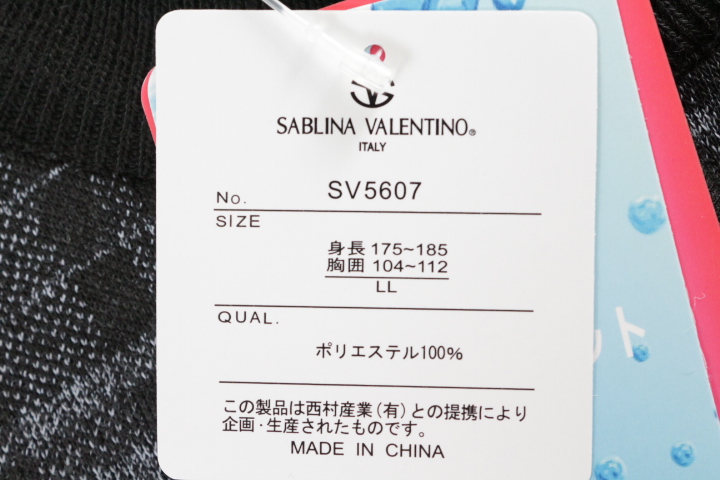 SABLINA VALENTINO®
ITALY
No. SV5607
SIZE
身長 175~185
胸囲 104~112
LL
QUAL.
ポリエステル100%
この製品は西村産業(有)との提携により
企画・生産されたものです。
MADE IN CHINA
ット